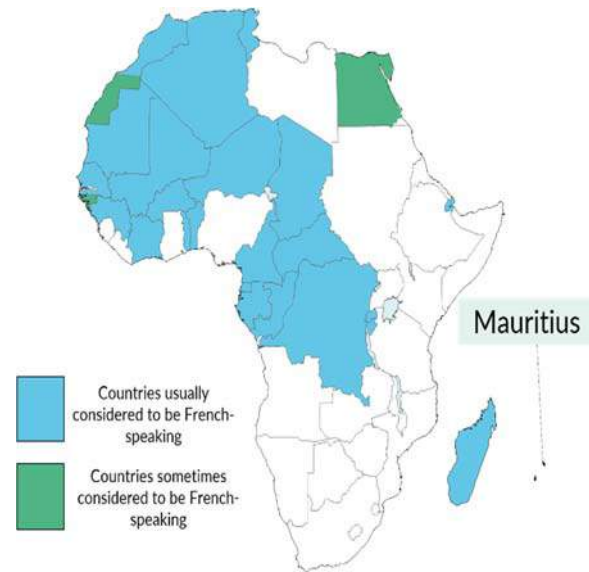 Mauritius
Countries usually
considered to be French-
speaking
Countries sometimes
considered to be French-
speaking